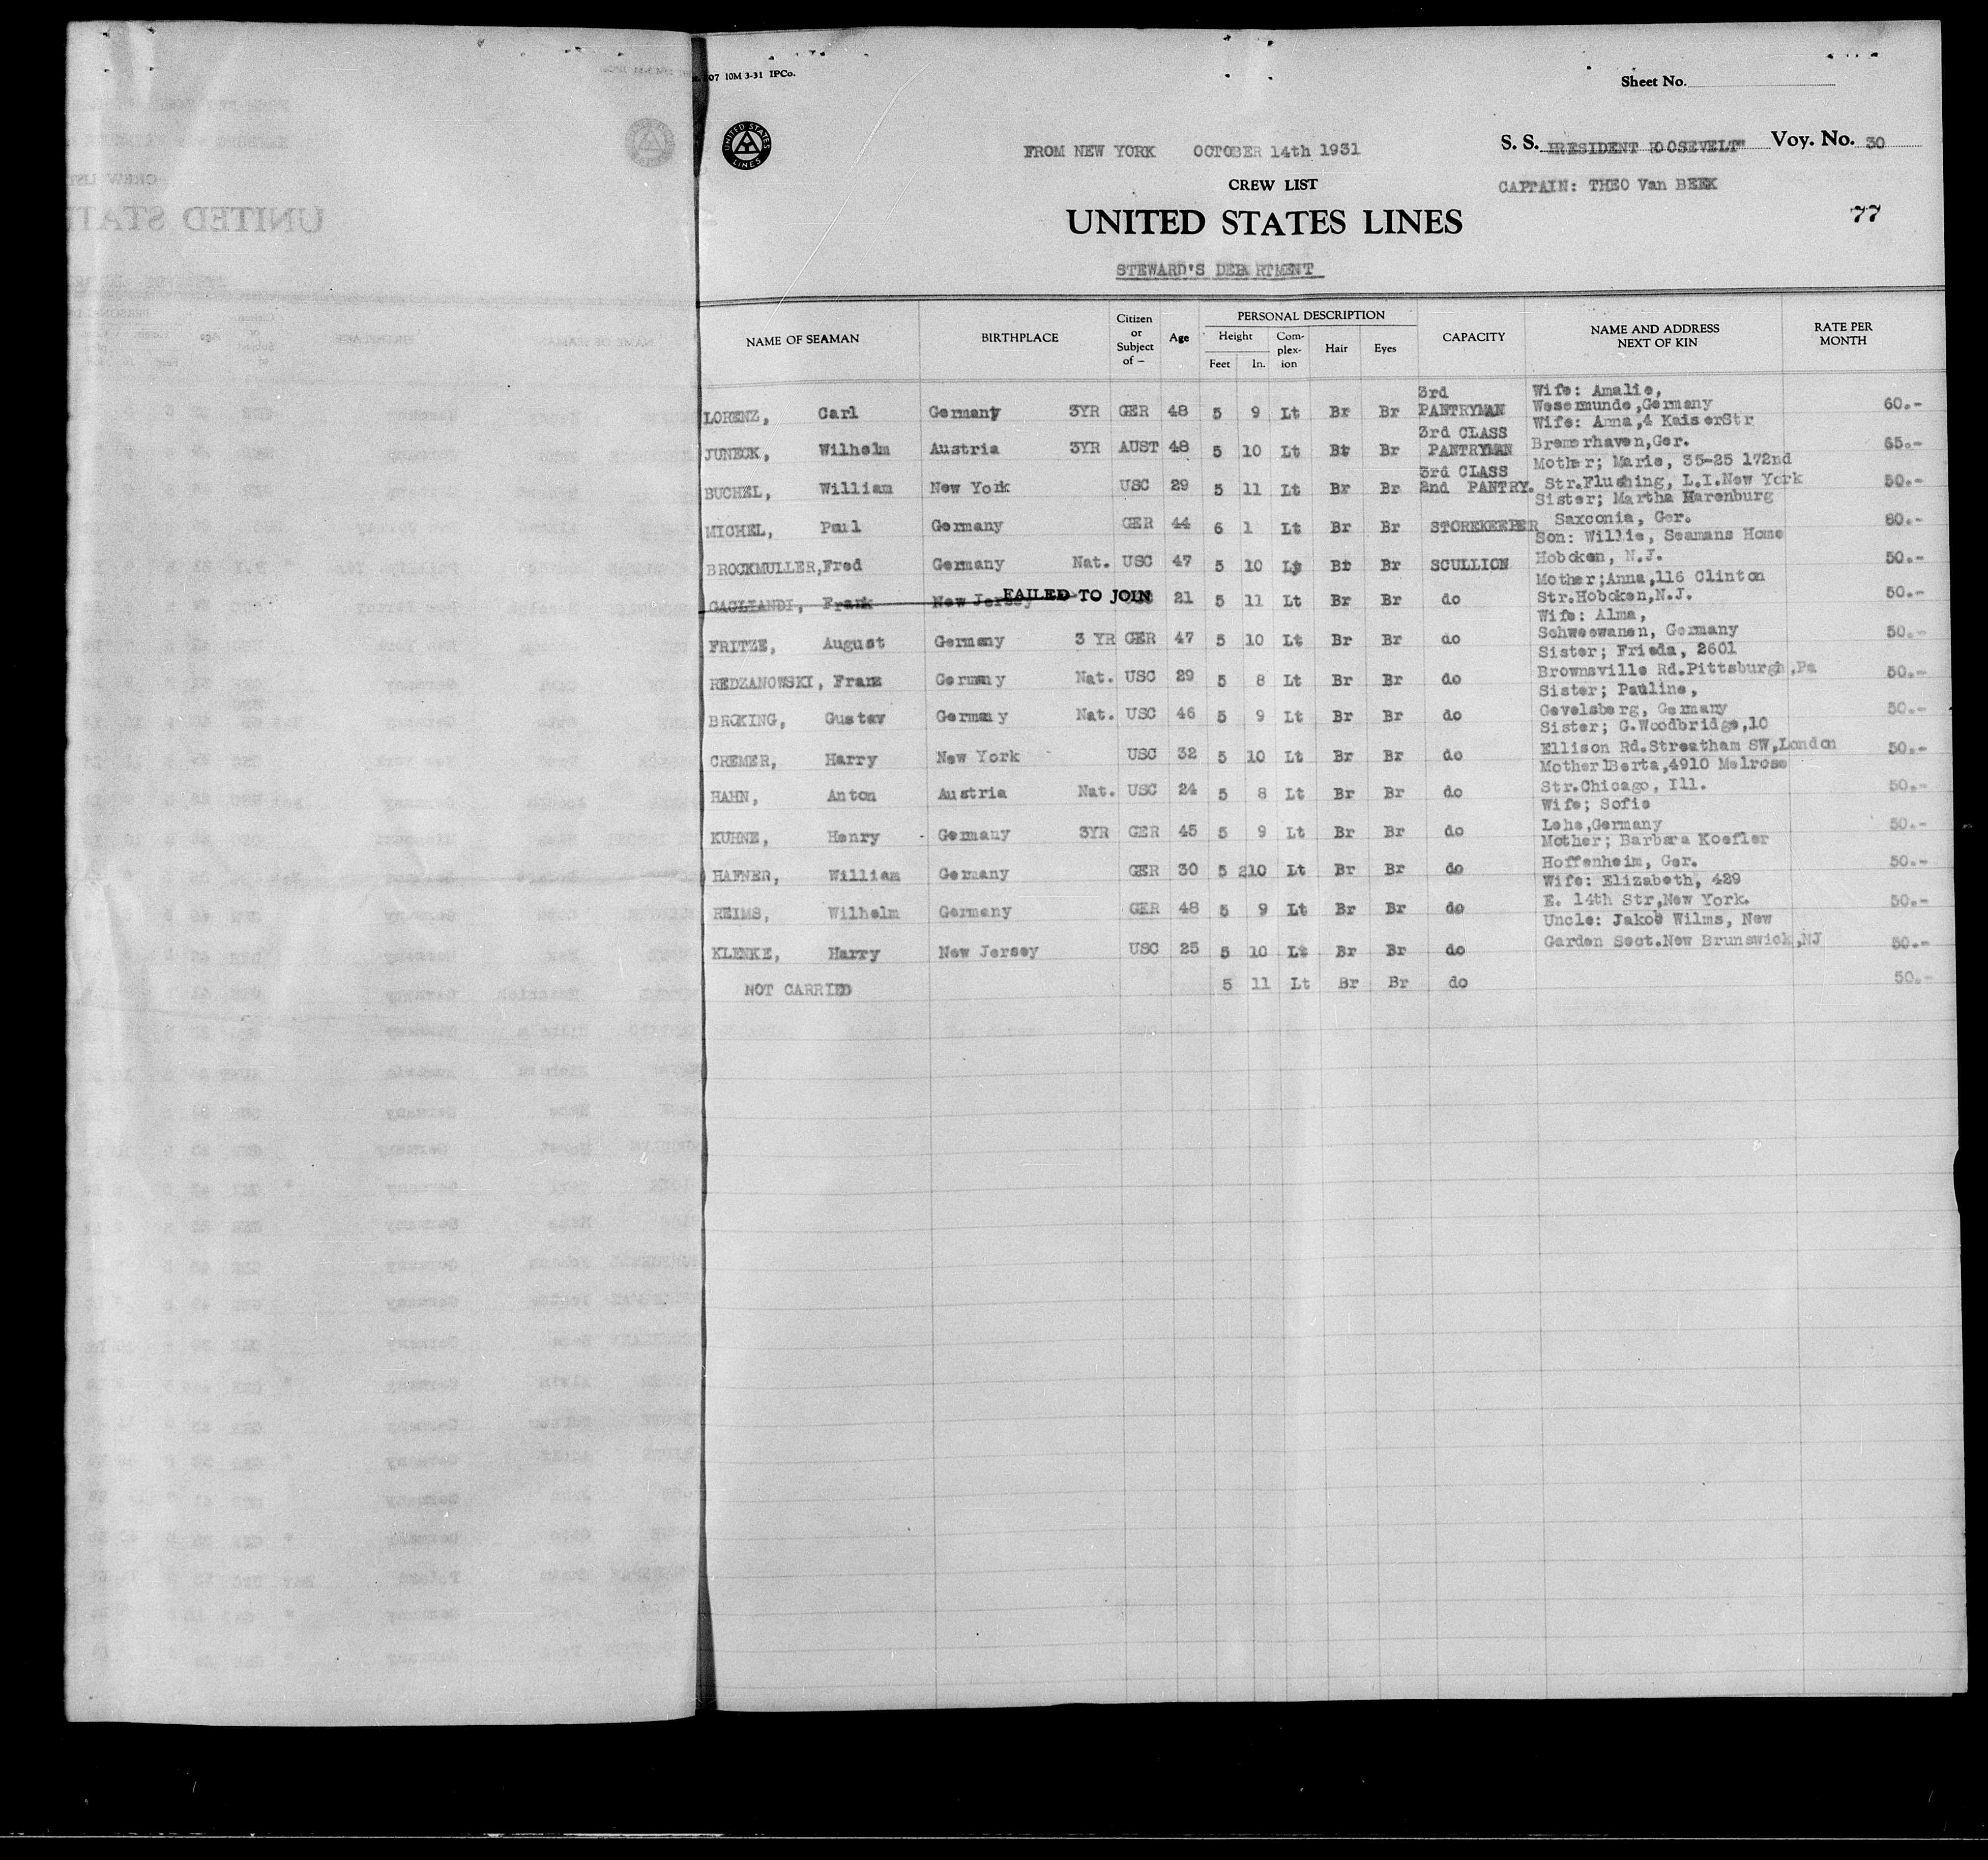 07 10M 3-31 IPCo.
Sheet No.
UNITED STATES LINES
FROM NEW YORK OCTOBER 14th 1931
S. S. PRESIDENT ROOSEVELT" Voy. No. 30
CREW LIST
CAPTAIN: THEO Van BEEK
UNITED STATES LINES
77
STEWARD'S DEPARTMENT
NAME OF SEAMAN BIRTHPLACE Citizen or Subject of – Age PERSONAL DESCRIPTION Height Feet In. Complexion Hair Eyes CAPACITY NAME AND ADDRESS NEXT OF KIN RATE PER MONTH
LORENZ, Carl Germany 3YR GER 48 5 9 Lt Br Br 3rd PANTRYMAN Wife: Amalie, Wesermunde,Germany 60.-
JUNECK, Wilhelm Austria 3YR AUST 48 5 10 Lt Br Br 3rd CLASS PANTRYMAN Wife: Anna,4 KaiserStr Bremerhaven,Ger. 65.-
BUCHEL, William New York USC 29 5 11 Lt Br Br 3rd CLASS 2nd PANTRY. Mother; Marie, 35-25 172nd Str.Flushing, L.I.New York 50.-
MICHEL, Paul Germany GER 44 6 1 Lt Br Br STOREKEEPER Sister; Martha Harenburg Saxconia, Ger. 80.-
BROCKMULLER,Fred Germany Nat. USC 47 5 10 Lt Br Br SCULLION Son: Willie, Seamans Home Hobcken, N.J. 50.-
GAGLIANDI, Frank New Jersey FAILED TO JOIN 21 5 11 Lt Br Br do Mother;Anna,116 Clinton Str.Hobcken,N.J. 50.-
FRITZE, August Germany 3 YR GER 47 5 10 Lt Br Br do Wife: Alma, Schweewanen, Germany 50.-
REDZANOWSKI, Franz Germany Nat. USC 29 5 8 Lt Br Br do Sister; Frieda, 2601 Brownsville Rd.Pittsburgh,Pa 50.-
BROKING, Gustav Germany Nat. USC 46 5 9 Lt Br Br do Sister; Pauline, Gevelsberg, Germany 50.-
CREMER, Harry New York USC 32 5 10 Lt Br Br do Sister; G.Woodbridge,10 Ellison Rd.Streatham SW,London 50.-
HAHN, Anton Austria Nat. USC 24 5 8 Lt Br Br do Mother Berta,4910 Melrose Str.Chicago, Ill. 50.-
KUHNE, Henry Germany 3YR GER 45 5 9 Lt Br Br do Wife; Sofie Lehe,Germany 50.-
HAFNER, William Germany GER 30 5 210 Lt Br Br do Mother; Barbara Koefler Hoffenheim, Ger. 50.-
REIMS, Wilhelm Germany GER 48 5 9 Lt Br Br do Wife: Elizabeth, 429 E. 14th Str,New York. 50.-
KLENKE, Harry New Jersey USC 25 5 10 Lt Br Br do Uncle: Jakob Wilms, New Garden Sect.New Brunswick,NJ 50.-
NOT CARRIED 5 11 Lt Br Br do 50.-